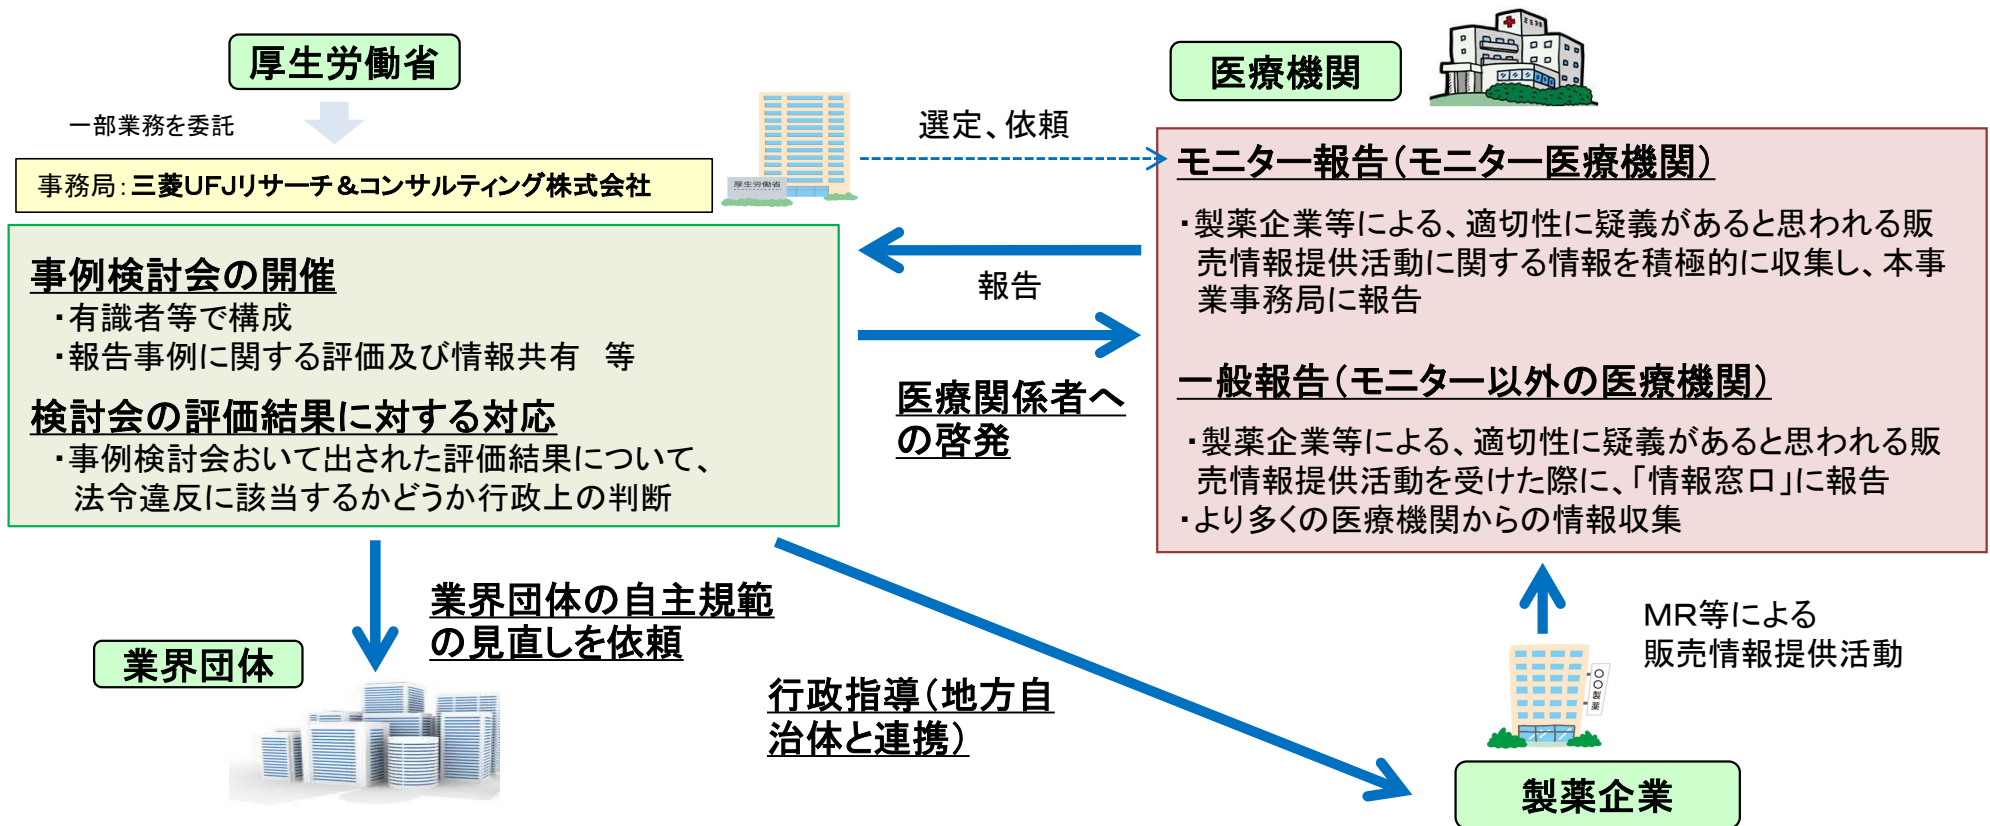 厚生労働省
一部業務を委託
事務局：三菱UFJリサーチ＆コンサルティング株式会社
厚生労働省
事例検討会の開催
・有識者等で構成
・報告事例に関する評価及び情報共有　等
検討会の評価結果に対する対応
・事例検討会おいて出された評価結果について、
法令違反に該当するかどうか行政上の判断
選定、依頼
報告
医療関係者へ
の啓発
医療機関
モニター報告（モニター医療機関）
・製薬企業等による、適切性に疑義があると思われる販
売情報提供活動に関する情報を積極的に収集し、本事
業事務局に報告
一般報告（モニター以外の医療機関）
・製薬企業等による、適切性に疑義があると思われる販
売情報提供活動を受けた際に、「情報窓口」に報告
・より多くの医療機関からの情報収集
業界団体の自主規範
の見直しを依頼
業界団体
行政指導（地方自
治体と連携）
MR等による
販売情報提供活動
〇〇製薬
製薬企業